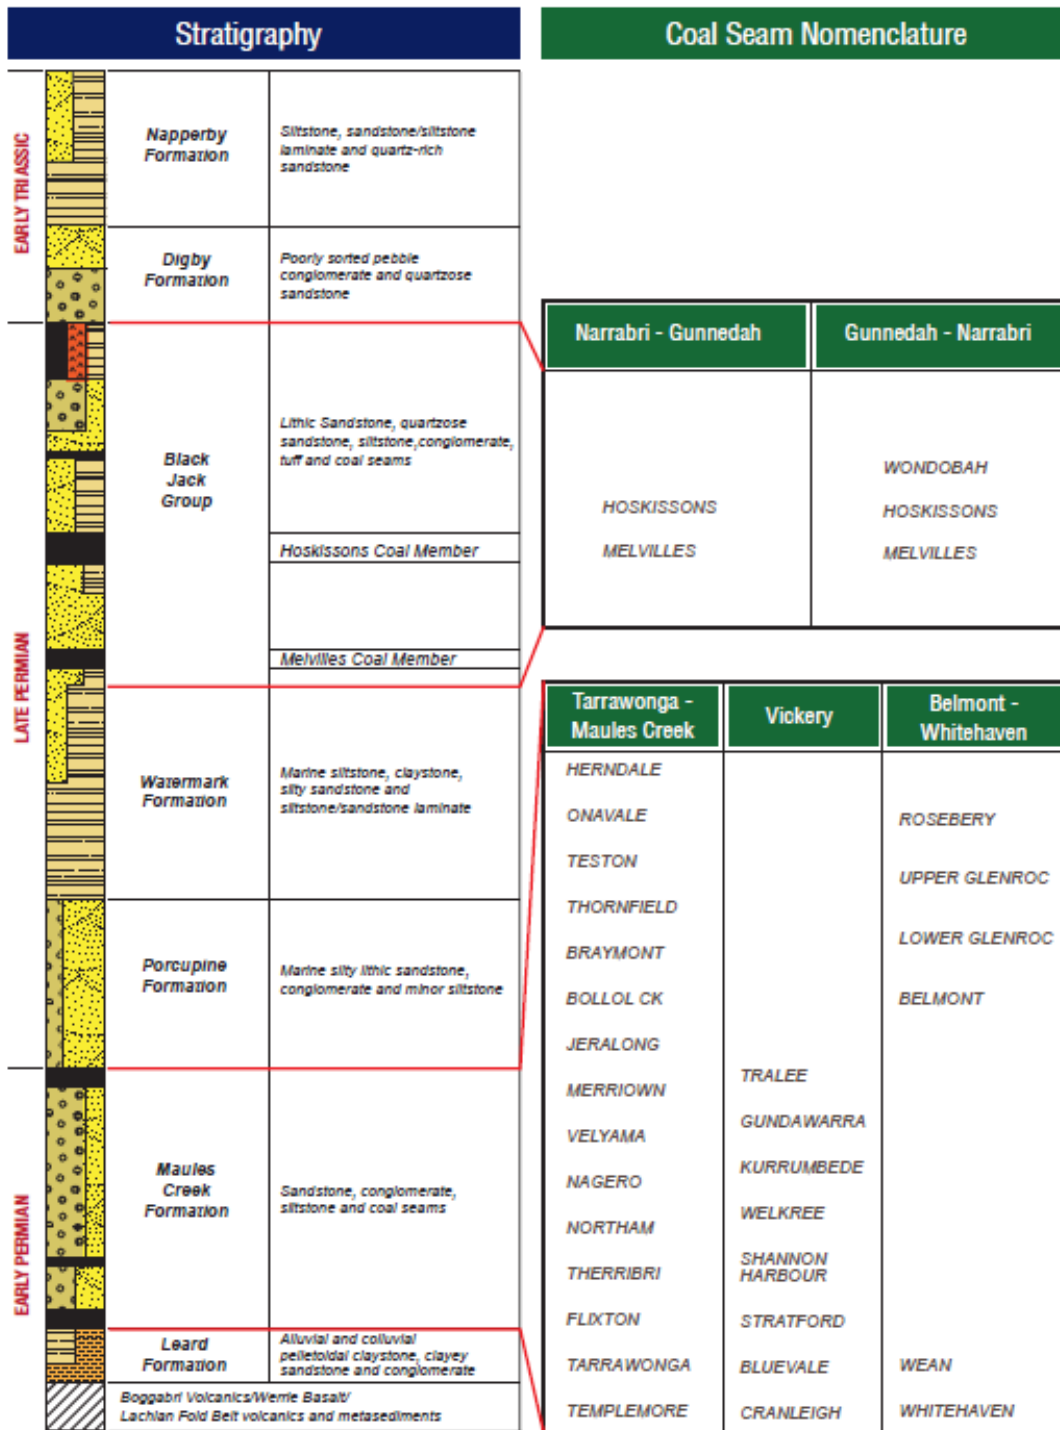 Stratigraphy
Coal Seam Nomenclature
EARLY TRIASSIC
Napperby
Formation
Siltstone, sandstone/siltstone
laminate and quartz-rich
sandstone
Digby
Formation
Poorly sorted pebble
conglomerate and quartzose
sandstone
LATE PERMIAN
Black
Jack
Group
Lithic Sandstone, quartzose
sandstone, siltstone,conglomerate,
tuff and coal seams
Hoskissons Coal Member
Melvilles Coal Member
Watermark
Formation
Marine siltstone, claystone,
silty sandstone and
siltstone/sandstone laminate
Porcupine
Formation
Marine silty lithic sandstone,
conglomerate and minor siltstone
EARLY PERMIAN
Maules
Creek
Formation
Sandstone, conglomerate,
siltstone and coal seams
Leard
Formation
Alluvial and colluvial
pelletoidal claystone, clayey
sandstone and conglomerate
Boggabri Volcanics/Werrie Basalt/
Lachlan Fold Belt volcanics and metasediments
Narrabri - Gunnedah
HOSKISSONS
MELVILLES
Gunnedah - Narrabri
WONDOBAH
HOSKISSONS
MELVILLES
Tarrawonga -
Maules Creek
HERNDALE
ONAVALE
TESTON
THORNFIELD
BRAYMONT
BOLLOL CK
JERALONG
MERRIOWN
VELYAMA
NAGERO
NORTHAM
THERRIBRI
FLIXTON
TARRAWONGA
TEMPLEMORE
Vickery
TRALEE
GUNDAWARRA
KURRUMBEDE
WELKREE
SHANNON
HARBOUR
STRATFORD
BLUEVALE
CRANLEIGH
Belmont -
Whitehaven
ROSEBERY
UPPER GLENROC
LOWER GLENROC
BELMONT
WEAN
WHITEHAVEN